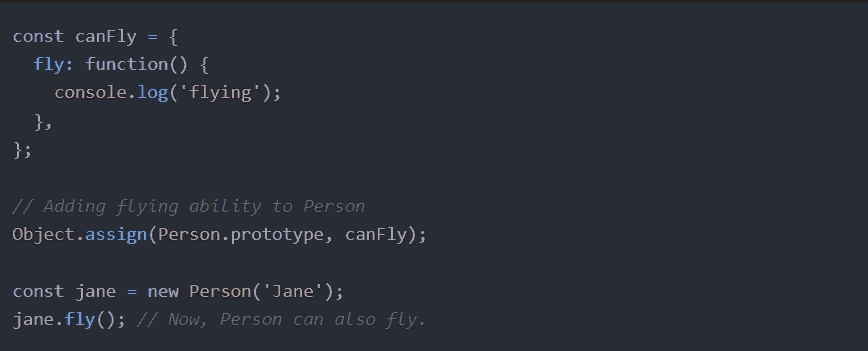 const canFly = {
  fly: function() {
    console.log('flying');
  },
};

// Adding flying ability to Person
Object.assign(Person.prototype, canFly);

const jane = new Person('Jane');
jane.fly(); // Now, Person can also fly.